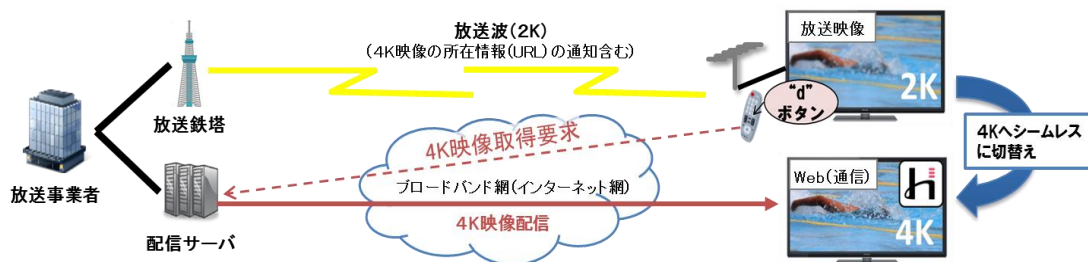 放送波(2K)
(4K映像の所在情報(URL)の通知含む)
放送映像
2K
"d"
ボタン
放送鉄塔
放送事業者
4K映像取得要求
4Kへシームレス
に切替え
ブロードバンド網(インターネット網)
Web(通信)
h
4K
4K映像配信
配信サーバ